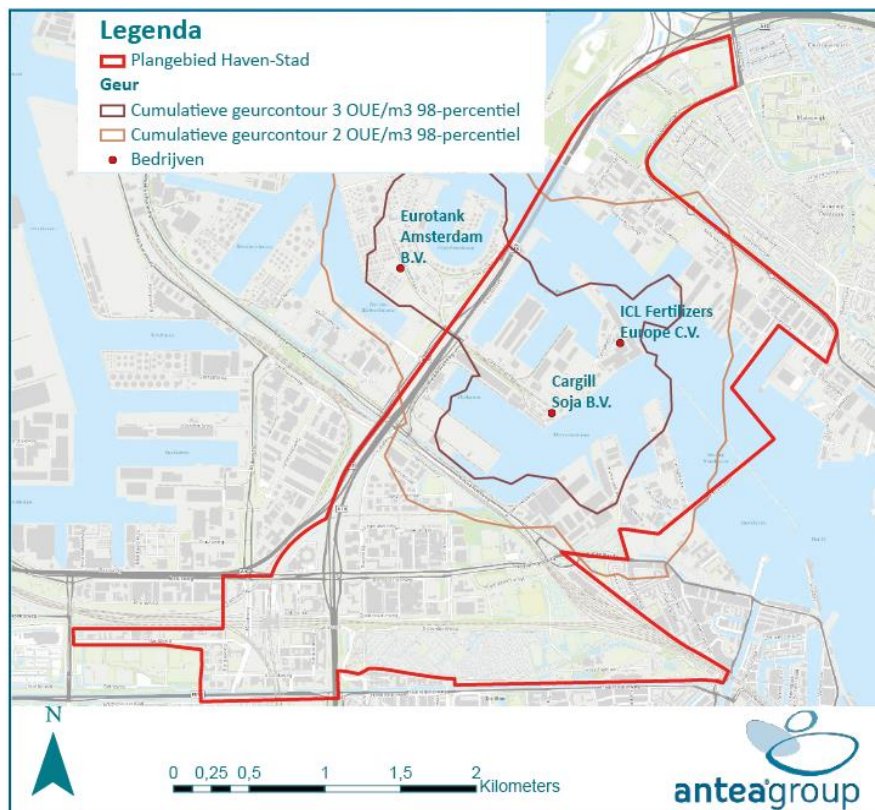 Legenda
Plangebied Haven-Stad
Geur
Cumulatieve geurcontour 3 OUE/m3 98-percentiel
Cumulatieve geurcontour 2 OUE/m3 98-percentiel
Bedrijven
Eurotank
Amsterdam
B.V.
ICL Fertilizers
Europe C.V.
Cargill
Soja B.V.
N
0 0,25 0,5 1 1,5 2
Kilometers
anteagroup